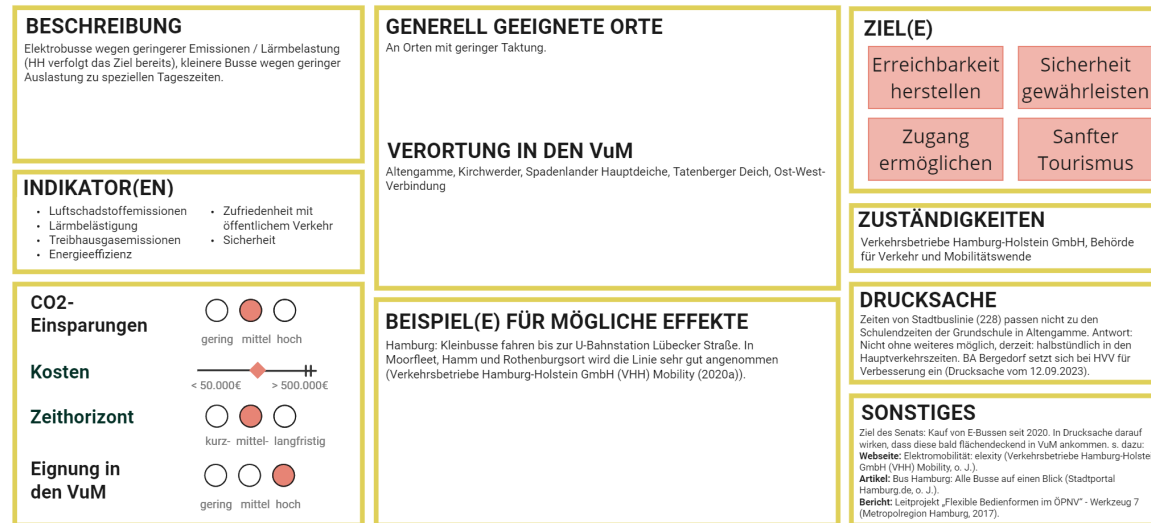 BESCHREIBUNG
Elektrobusse wegen geringerer Emissionen / Lärmbelastung
(HH verfolgt das Ziel bereits), kleinere Busse wegen geringer
Auslastung zu speziellen Tageszeiten.
INDIKATOR(EN)
• Luftschadstoffemissionen
• Lärmbelästigung
• Treibhausgasemissionen
• Energieeffizienz
• Zufriedenheit mit
öffentlichem Verkehr
• Sicherheit
CO2-
Einsparungen
gering mittel hoch
Kosten
< 50.000€ > 500.000€
Zeithorizont
kurz- mittel- langfristig
Eignung in
den VuM
gering mittel hoch
GENERELL GEEIGNETE ORTE
An Orten mit geringer Taktung.
VERORTUNG IN DEN VuM
Altengamme, Kirchwerder, Spadenlander Hauptdeiche, Tatenberger Deich, Ost-West-
Verbindung
BEISPIEL(E) FÜR MÖGLICHE EFFEKTE
Hamburg: Kleinbusse fahren bis zur U-Bahnstation Lübecker Straße. In
Moorfleet, Hamm und Rothenburgsort wird die Linie sehr gut angenommen
(Verkehrsbetriebe Hamburg-Holstein GmbH (VHH) Mobility (2020a)).
ZIEL(E)
Erreichbarkeit
herstellen
Sicherheit
gewährleisten
Zugang
ermöglichen
Sanfter
Tourismus
ZUSTÄNDIGKEITEN
Verkehrsbetriebe Hamburg-Holstein GmbH, Behörde
für Verkehr und Mobilitätswende
DRUCKSACHE
Zeiten von Stadtbuslinie (228) passen nicht zu den
Schulendzeiten der Grundschule in Altengamme. Antwort:
Nicht ohne weiteres möglich, derzeit: halbstündlich in den
Hauptverkehrszeiten. BA Bergedorf setzt sich bei HVV für
Verbesserung ein (Drucksache vom 12.09.2023).
SONSTIGES
Ziel des Senats: Kauf von E-Bussen seit 2020. In Drucksache darauf
wirken, dass diese bald flächendeckend in VuM ankommen. s. dazu:
Webseite: Elektromobilität: elexity (Verkehrsbetriebe Hamburg-Holstei
GmbH (VHH) Mobility, o. J.).
Artikel: Bus Hamburg: Alle Busse auf einen Blick (Stadtportal
Hamburg.de, o. J.).
Bericht: Leitprojekt „Flexible Bedienformen im ÖPNV" - Werkzeug 7
(Metropolregion Hamburg, 2017).